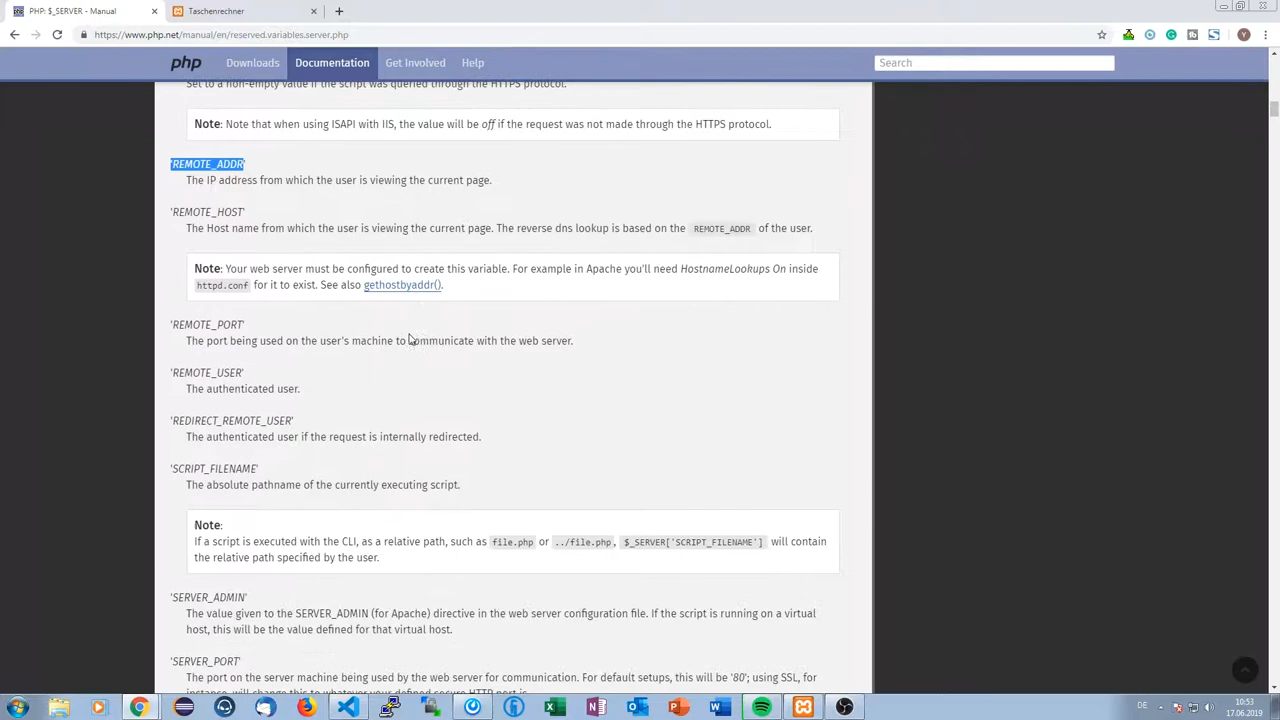 PHP: $_SERVER - Manual
Taschenrechner
https://www.php.net/manual/en/reserved.variables.server.php
Y
php
Downloads
Documentation
Get Involved
Help
Search
Set to a non-empty value if the script was queried through the HTTPS protocol.
Note: Note that when using ISAPI with IIS, the value will be off if the request was not made through the HTTPS protocol.
'REMOTE_ADDR'
The IP address from which the user is viewing the current page.
'REMOTE_HOST'
The Host name from which the user is viewing the current page. The reverse dns lookup is based on the REMOTE_ADDR of the user.
Note: Your web server must be configured to create this variable. For example in Apache you'll need HostnameLookups On inside
httpd.conf for it to exist. See also gethostbyaddr().
'REMOTE_PORT'
The port being used on the user's machine to communicate with the web server.
'REMOTE_USER'
The authenticated user.
'REDIRECT_REMOTE_USER'
The authenticated user if the request is internally redirected.
'SCRIPT_FILENAME'
The absolute pathname of the currently executing script.
Note:
If a script is executed with the CLI, as a relative path, such as file.php or ../file.php, $_SERVER['SCRIPT_FILENAME'] will contain
the relative path specified by the user.
'SERVER_ADMIN'
The value given to the SERVER_ADMIN (for Apache) directive in the web server configuration file. If the script is running on a virtual
host, this will be the value defined for that virtual host.
'SERVER_PORT'
The port on the server machine being used by the web server for communication. For default setups, this will be '80'; using SSL, for
instance, will change this to whatever your defined secure HTTP port is.
DE
10:53
17.06.2019